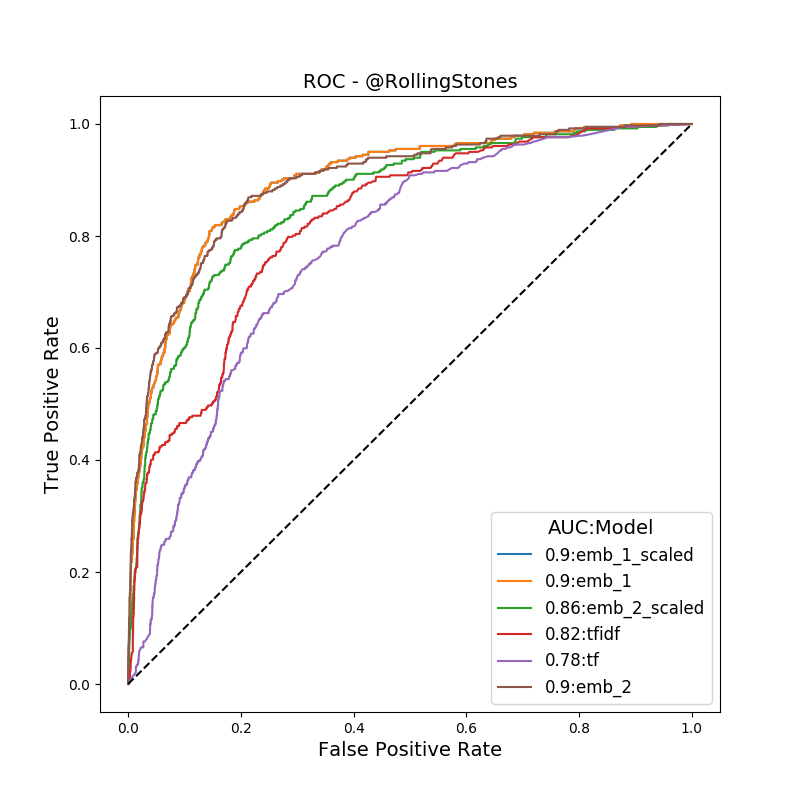 ROC - @RollingStones
True Positive Rate
1.0
0.8
0.6
0.4
0.2
0.0
0.0 0.2 0.4 0.6 0.8 1.0
False Positive Rate
AUC:Model
0.9:emb_1_scaled
0.9:emb_1
0.86:emb_2_scaled
0.82:tfidf
0.78:tf
0.9:emb_2